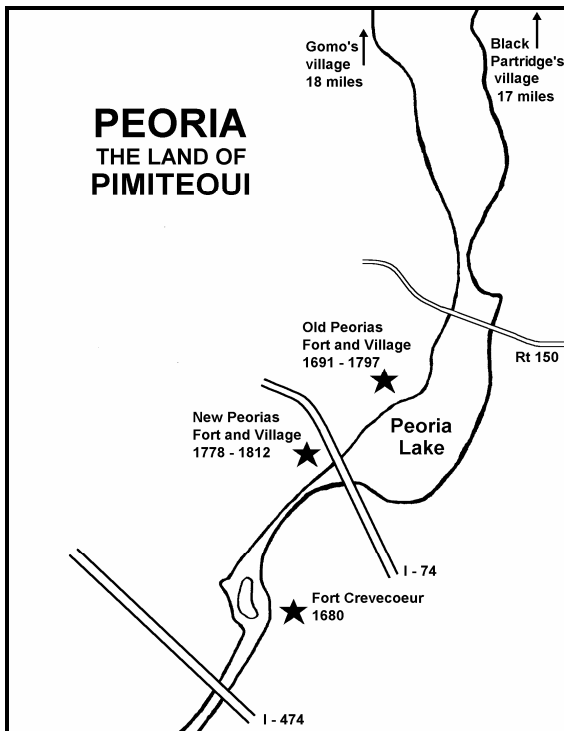 Gomo's
village
18 miles
Black
Partridge's
village
17 miles
PEORIA
THE LAND OF
PIMITEOUI
Old Peorias
Fort and Village
1691 - 1797
Rt 150
New Peorias
Fort and Village
1778 - 1812
Peoria
Lake
I - 74
Fort Crevecoeur
1680
I - 474